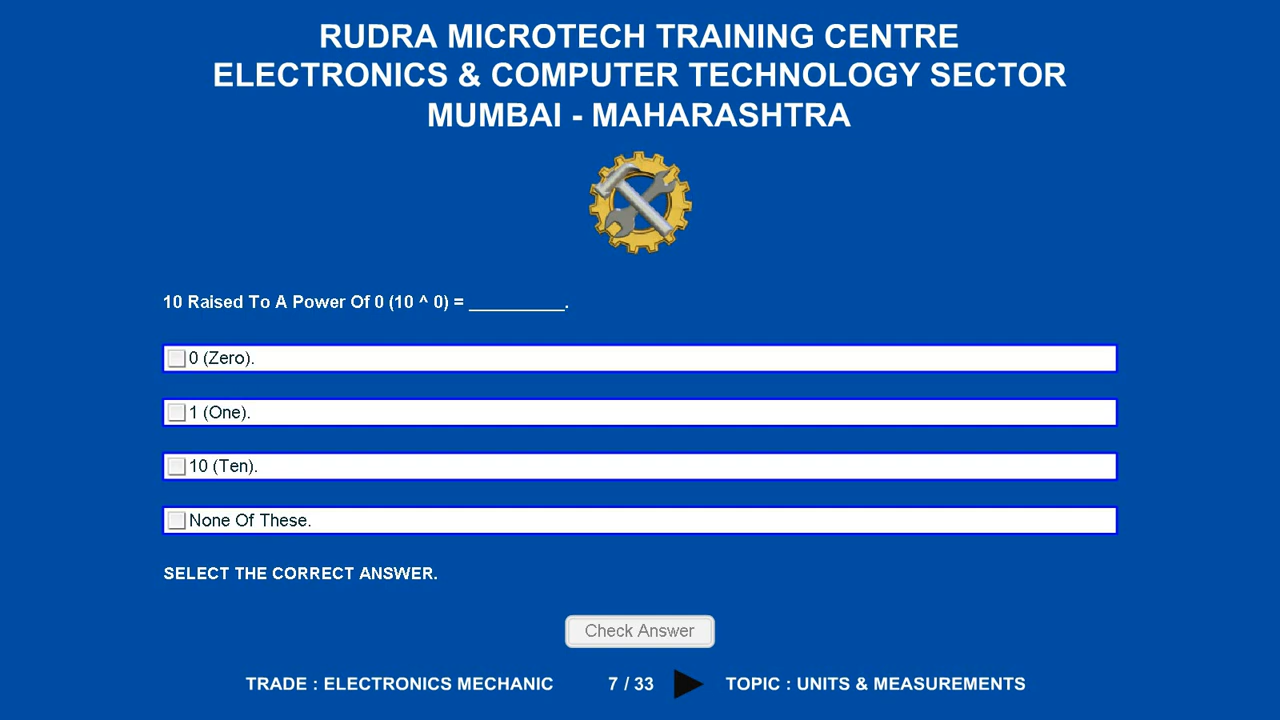 RUDRA MICROTECH TRAINING CENTRE
ELECTRONICS & COMPUTER TECHNOLOGY SECTOR
MUMBAI - MAHARASHTRA
10 Raised To A Power Of 0 (10 ^ 0) = __________.
0 (Zero).
1 (One).
10 (Ten).
None Of These.
SELECT THE CORRECT ANSWER.
Check Answer
TRADE : ELECTRONICS MECHANIC 7 / 33 TOPIC : UNITS & MEASUREMENTS